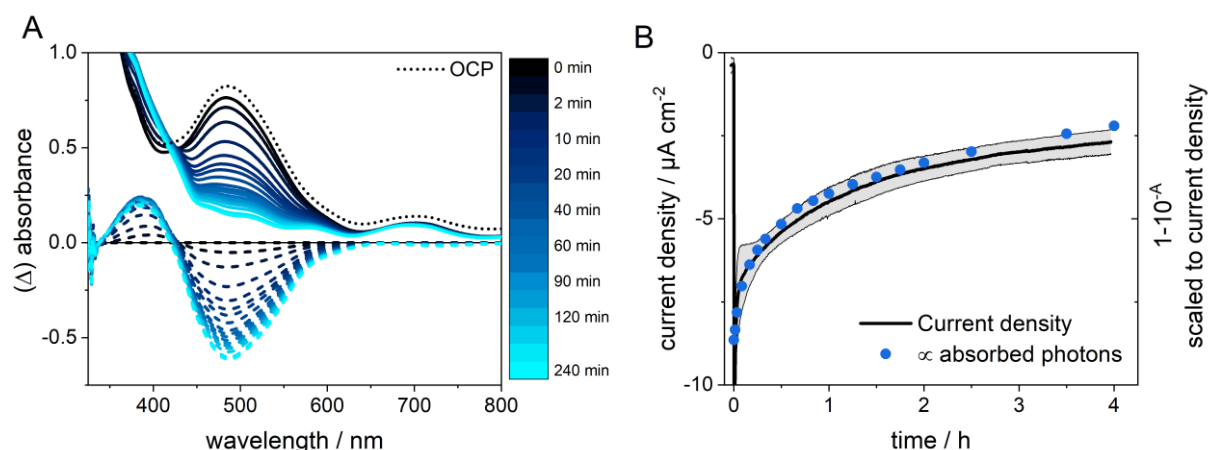 A
1.0
0.5
0.0
-0.5
(Δ) absorbance
400 500 600 700 800
wavelength / nm
OCP
0 min
2 min
10 min
20 min
40 min
60 min
90 min
120 min
240 min
B
0
-5
-10
current density / µA cm⁻²
0 1 2 3 4
time / h
Current density
∝ absorbed photons
1-10⁻ᴬ
scaled to current density